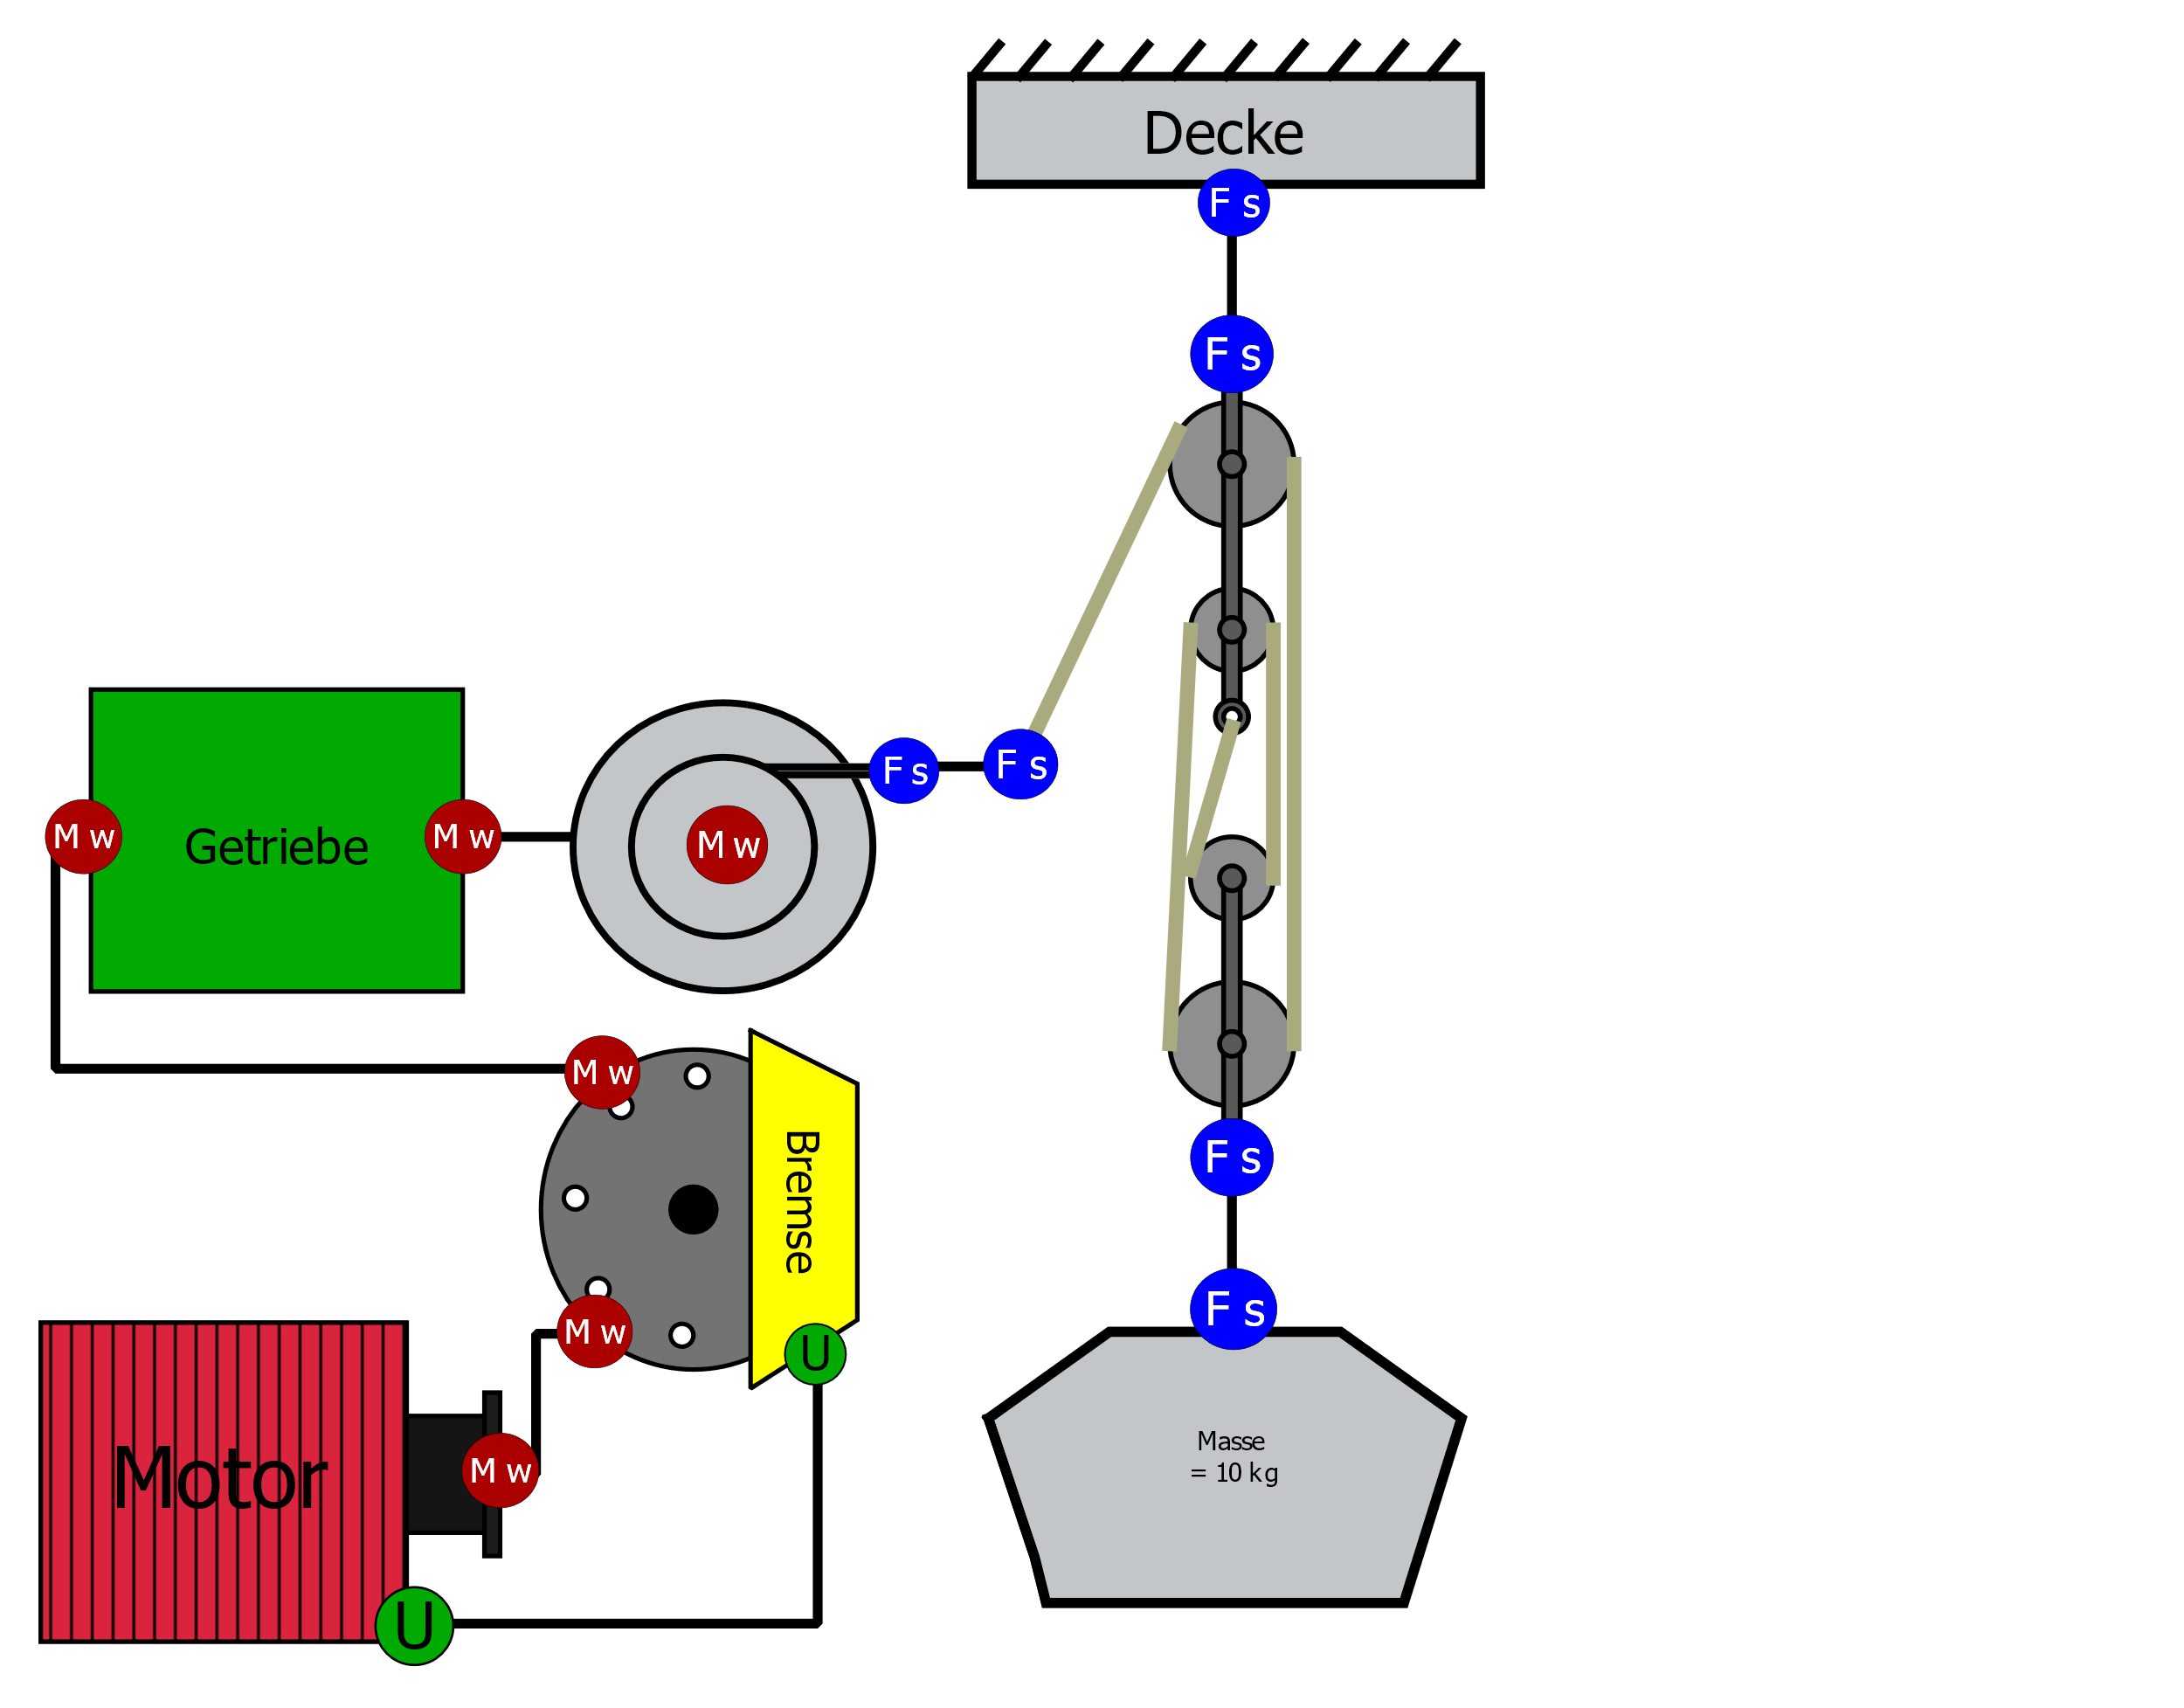 Decke
F s
F s
F s
F s
M w
Getriebe
M w
M w
M w
Bremse
M w
U
Motor
M w
U
F s
F s
Masse
= 10 kg